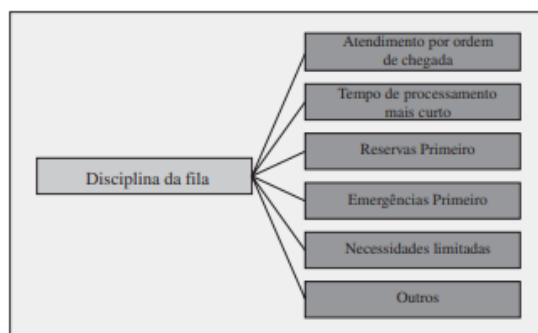 Atendimento por ordem
de chegada
Tempo de processamento
mais curto
Reservas Primeiro
Disciplina da fila
Emergências Primeiro
Necessidades limitadas
Outros